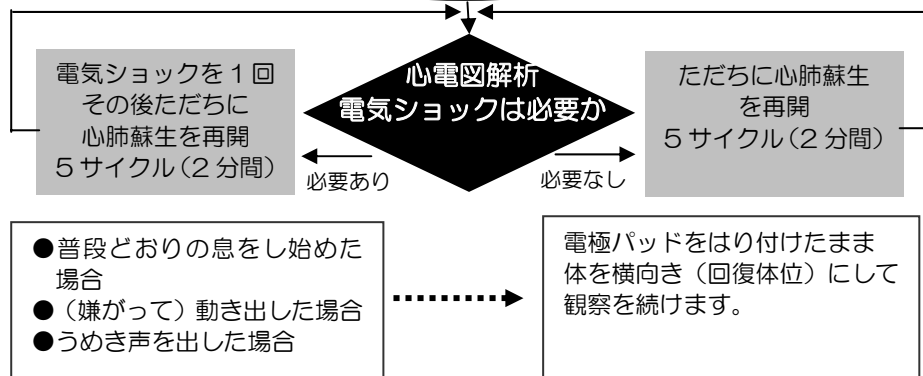 心電図解析
電気ショックは必要か
電気ショックを1回
その後ただちに
心肺蘇生を再開
5サイクル(2分間)
必要あり
必要なし
ただちに心肺蘇生
を再開
5サイクル(2分間)
●普段どおりの息をし始めた
場合
●(嫌がって)動き出した場合
●うめき声を出した場合
電極パッドをはり付けたまま
体を横向き(回復体位)にして
観察を続けます。